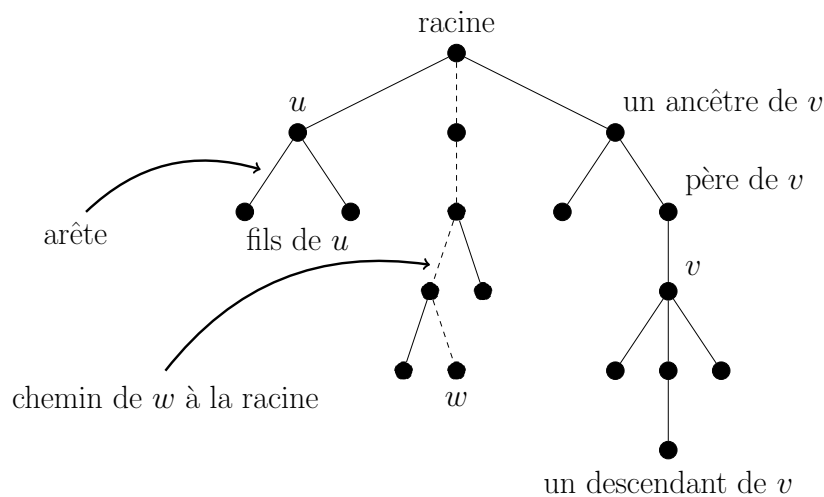 racine
u
un ancêtre de v
père de v
arête
fils de u
v
chemin de w à la racine
w
un descendant de v